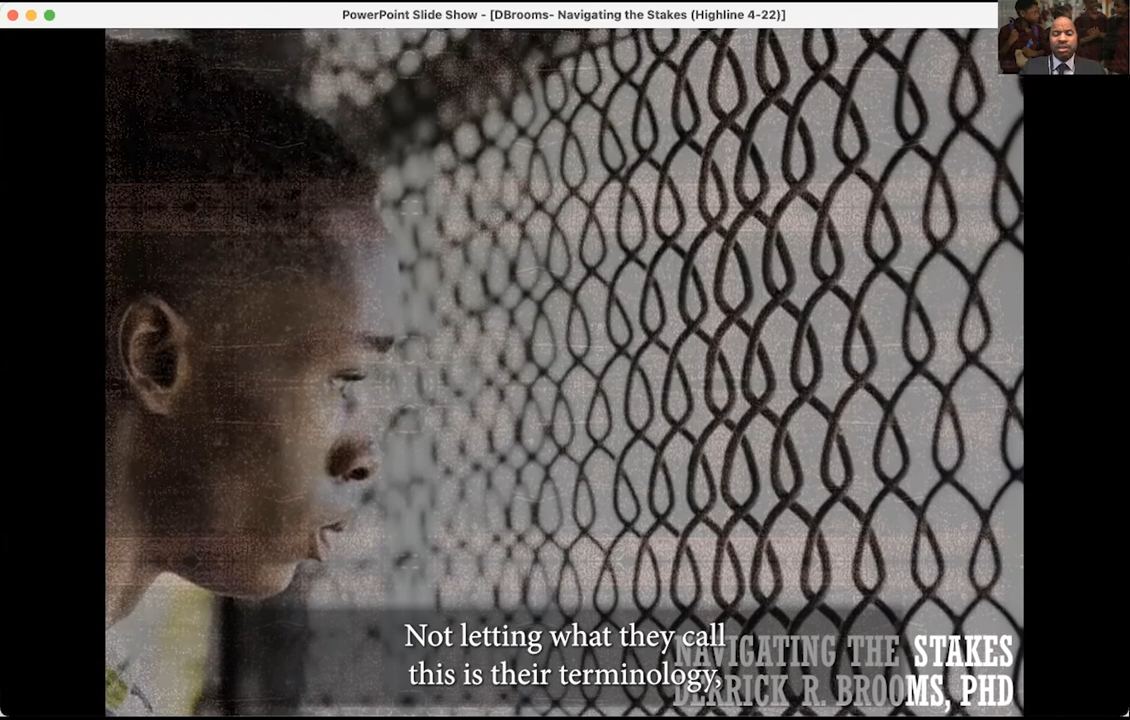 PowerPoint Slide Show - [DBrooms- Navigating the Stakes (Highline 4-22)]
Not letting what they call
this is their terminology,
NAVIGATING THE STAKES
DERRICK R. BROOMS, PHD